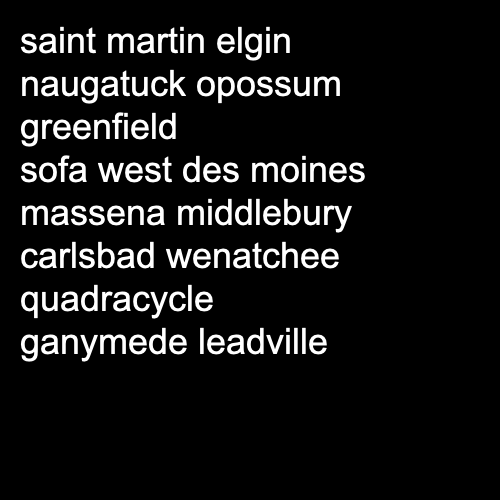 saint martin elgin
naugatuck opossum
greenfield
sofa west des moines
massena middlebury
carlsbad wenatchee
quadracycle
ganymede leadville